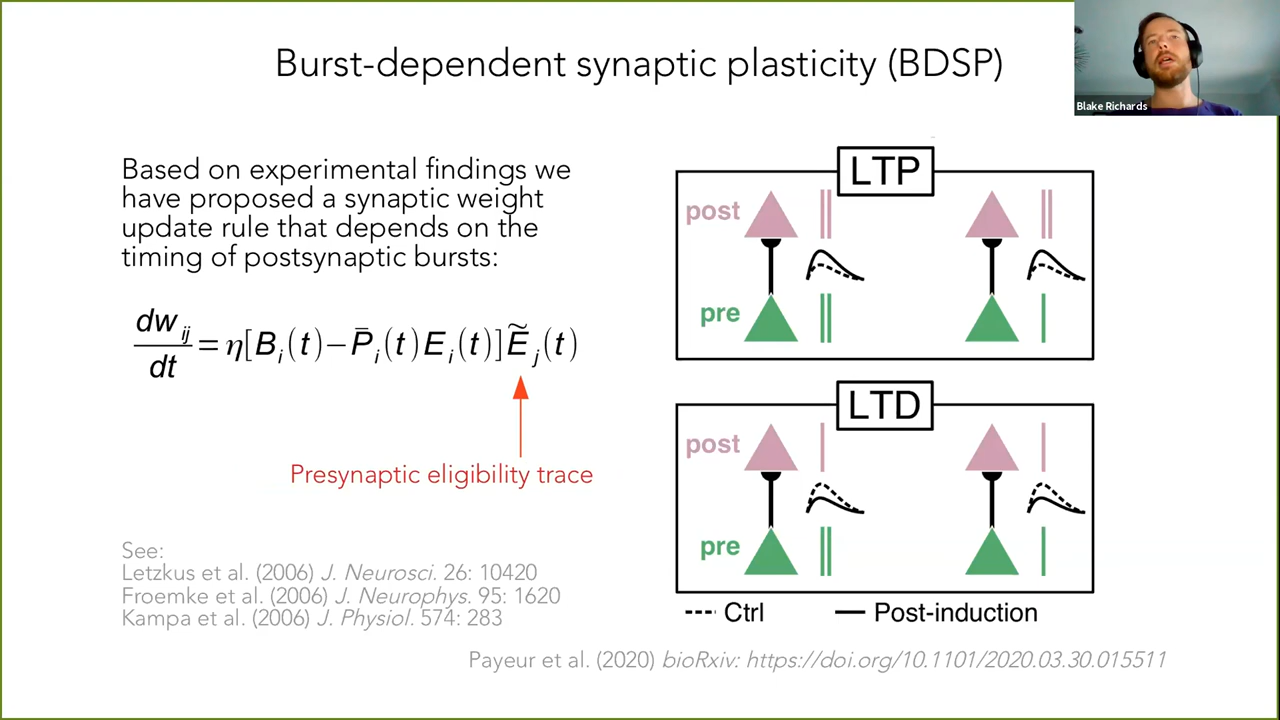 Burst-dependent synaptic plasticity (BDSP)
Blake Richards
Based on experimental findings we
have proposed a synaptic weight
update rule that depends on the
timing of postsynaptic bursts:
dw_ij/dt = η[B_i(t) − P̄_i(t) E_i(t)] Ẽ_j(t)
Presynaptic eligibility trace
See:
Letzkus et al. (2006) J. Neurosci. 26: 10420
Froemke et al. (2006) J. Neurophys. 95: 1620
Kampa et al. (2006) J. Physiol. 574: 283
LTP
post
pre
LTD
post
pre
Ctrl
Post-induction
Payeur et al. (2020) bioRxiv: https://doi.org/10.1101/2020.03.30.015511